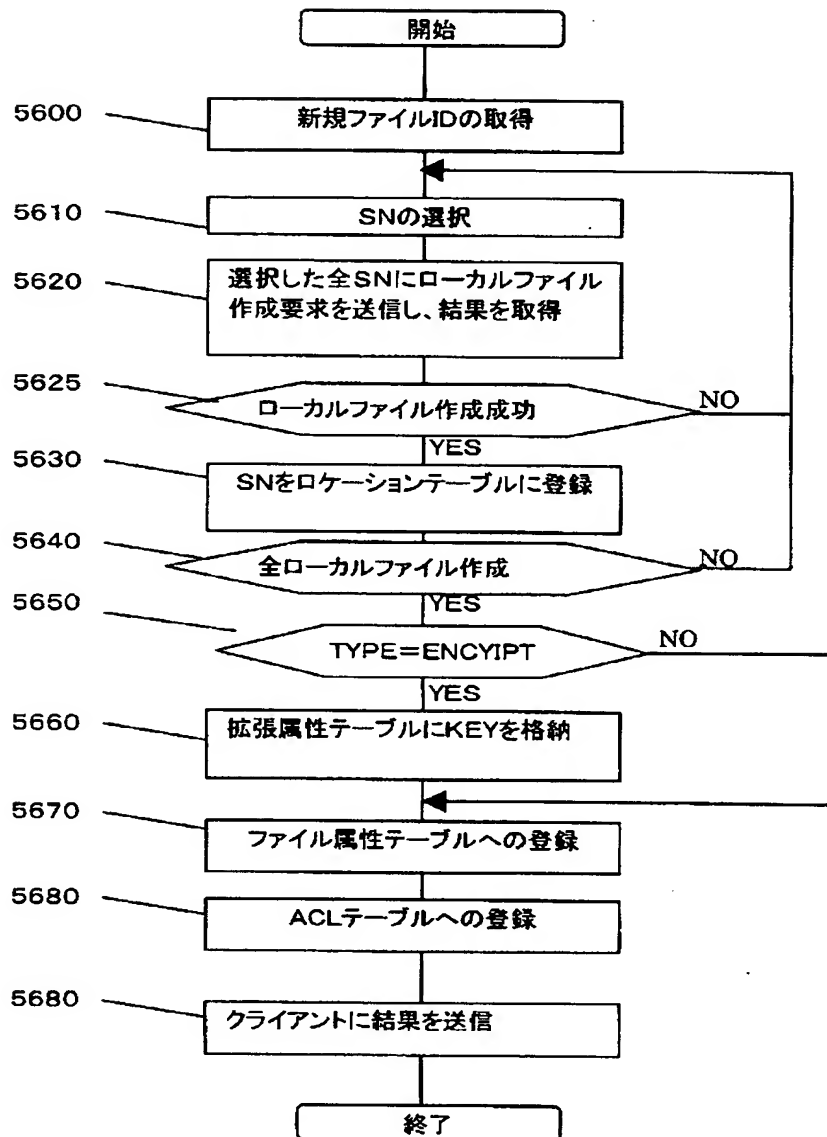 開始
5600
新規ファイルIDの取得
5610
SNの選択
5620
選択した全SNにローカルファイル
作成要求を送信し、結果を取得
5625
ローカルファイル作成成功
NO
YES
5630
SNをロケーションテーブルに登録
5640
全ローカルファイル作成
NO
YES
5650
TYPE=ENCYIPT
NO
YES
5660
拡張属性テーブルにKEYを格納
5670
ファイル属性テーブルへの登録
5680
ACLテーブルへの登録
5680
クライアントに結果を送信
終了